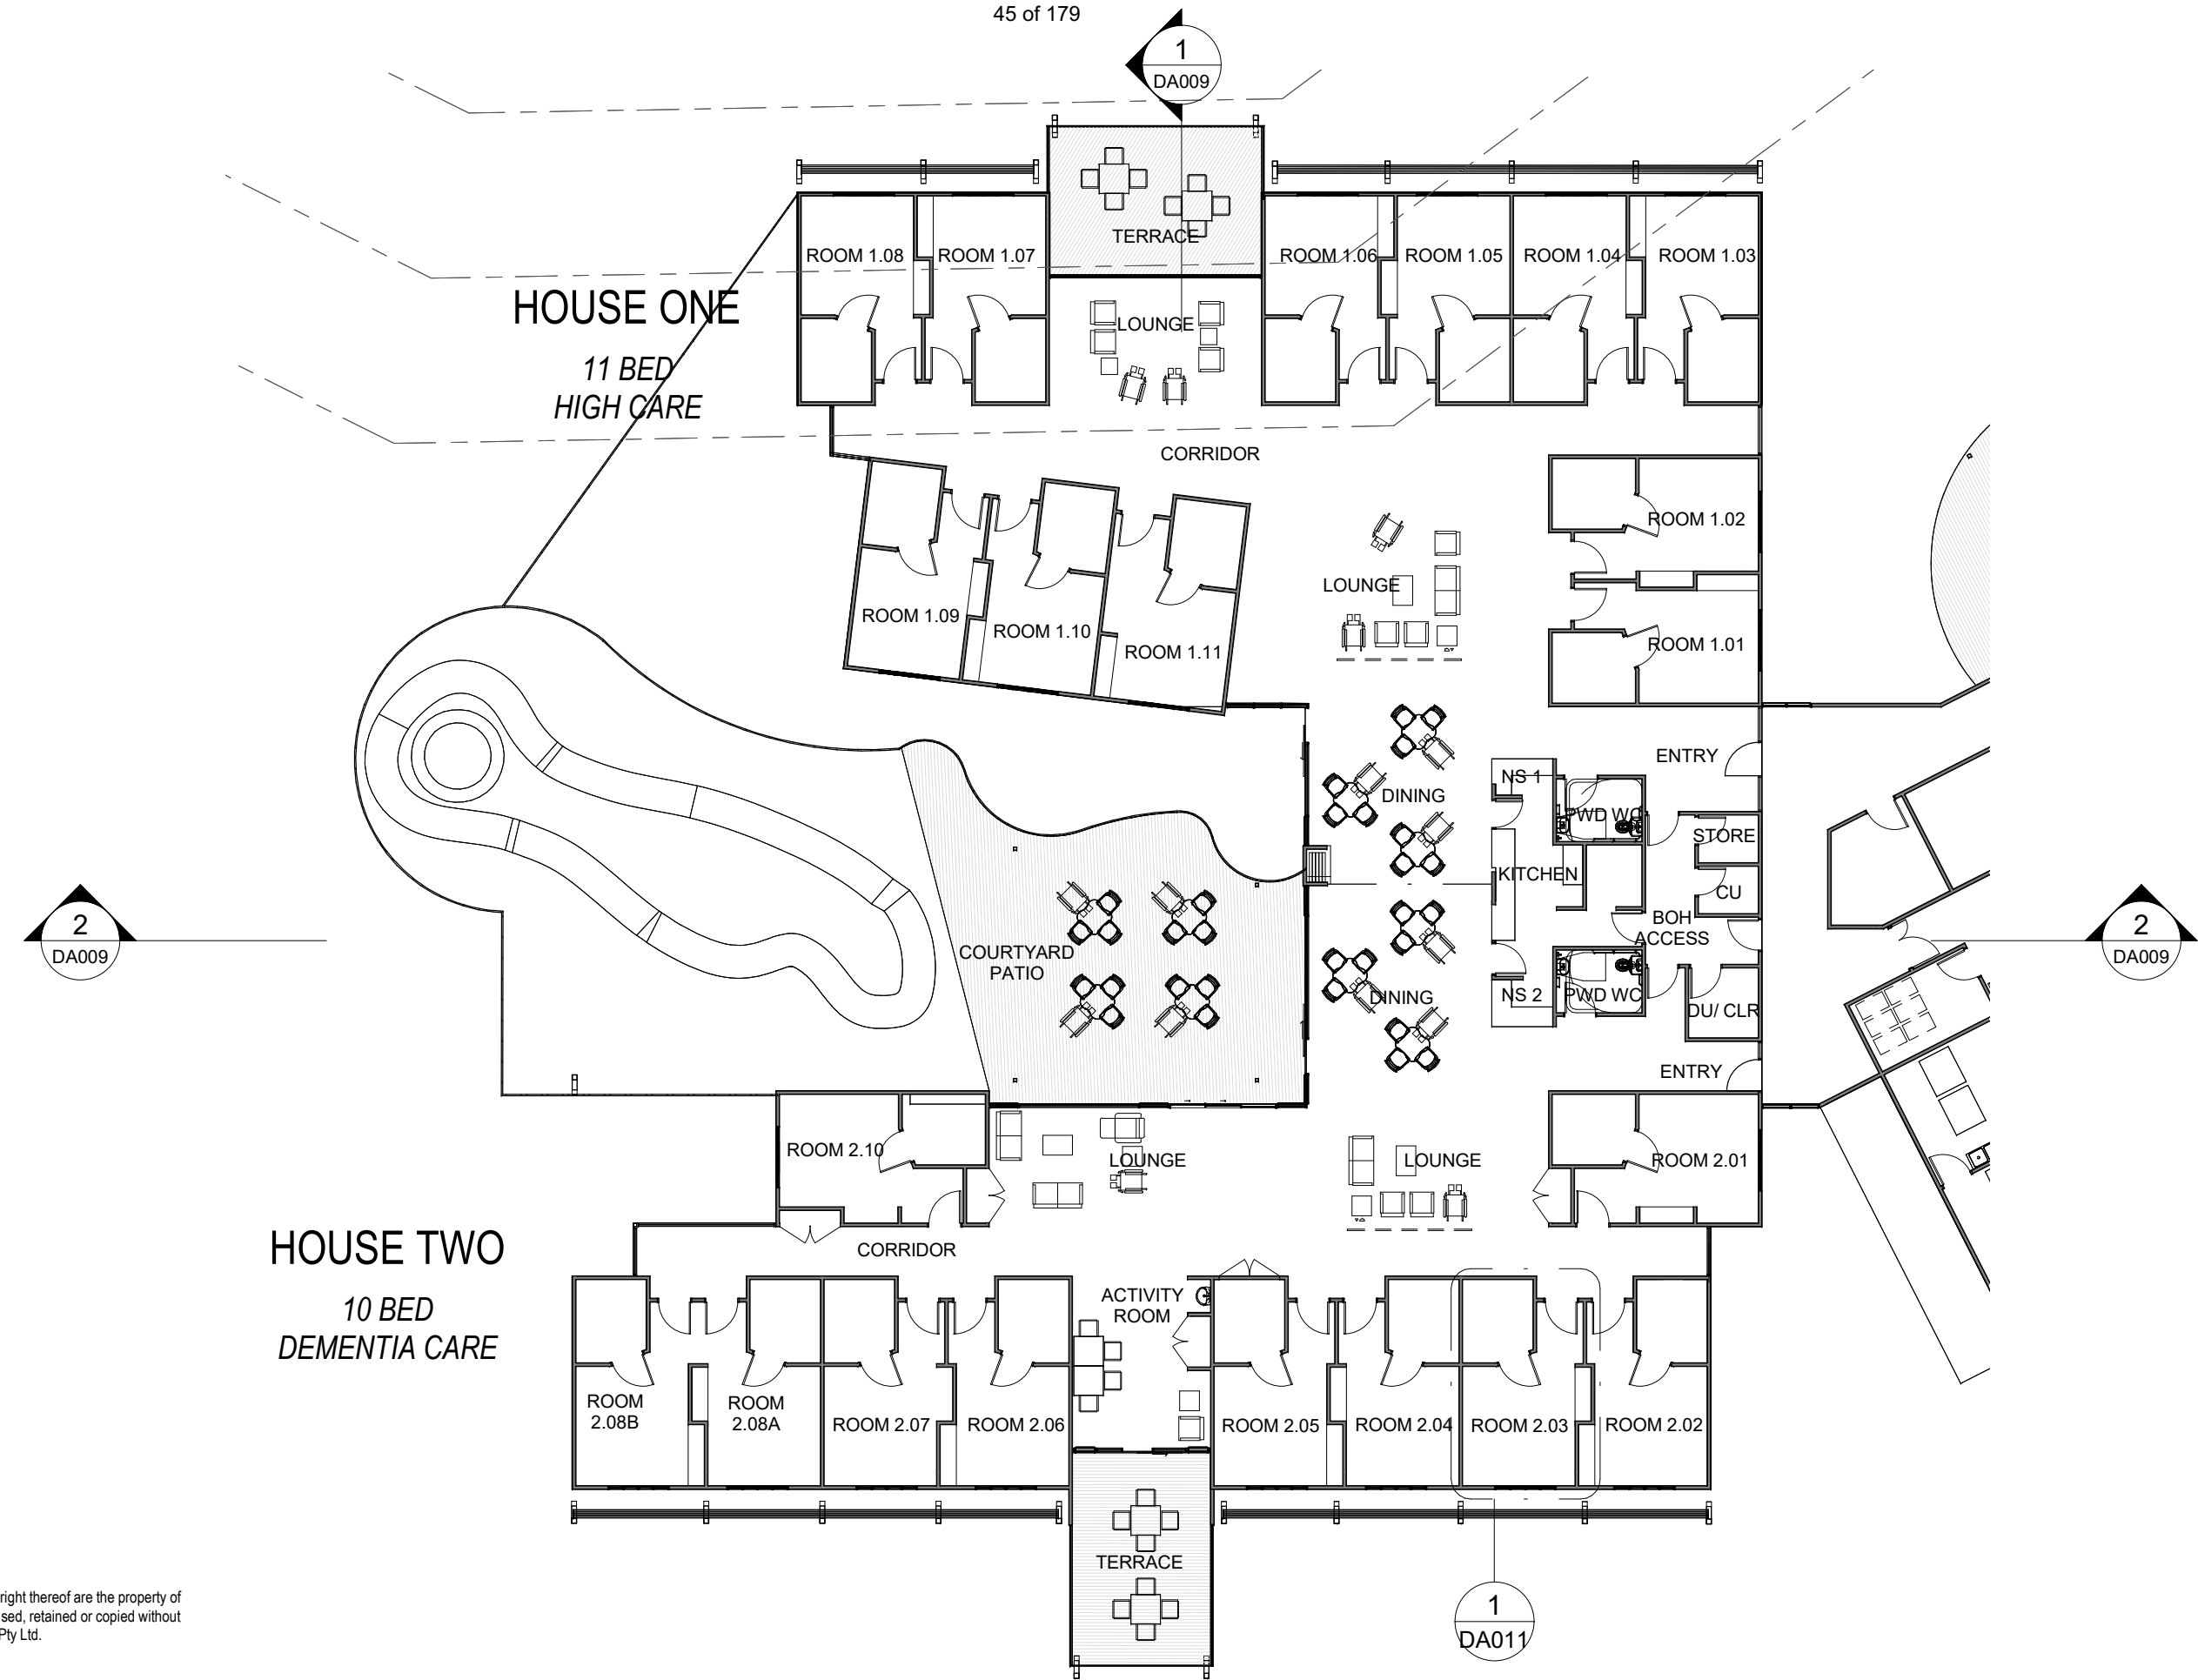 45 of 179
1
DA009
TERRACE
ROOM 1.08
ROOM 1.07
ROOM 1.06
ROOM 1.05
ROOM 1.04
ROOM 1.03
HOUSE ONE
11 BED
HIGH CARE
LOUNGE
CORRIDOR
ROOM 1.02
LOUNGE
ROOM 1.09
ROOM 1.10
ROOM 1.11
ROOM 1.01
ENTRY
NS 1
DINING
PWD WC
STORE
KITCHEN
CU
BOH
ACCESS
2
DA009
2
DA009
COURTYARD
PATIO
DINING
NS 2
PWD WC
DU/ CLR
ENTRY
ROOM 2.10
LOUNGE
LOUNGE
ROOM 2.01
HOUSE TWO
10 BED
DEMENTIA CARE
CORRIDOR
ACTIVITY
ROOM
ROOM
2.08B
ROOM
2.08A
ROOM 2.07
ROOM 2.06
ROOM 2.05
ROOM 2.04
ROOM 2.03
ROOM 2.02
TERRACE
1
DA011
right thereof are the property of
sed, retained or copied without
Pty Ltd.